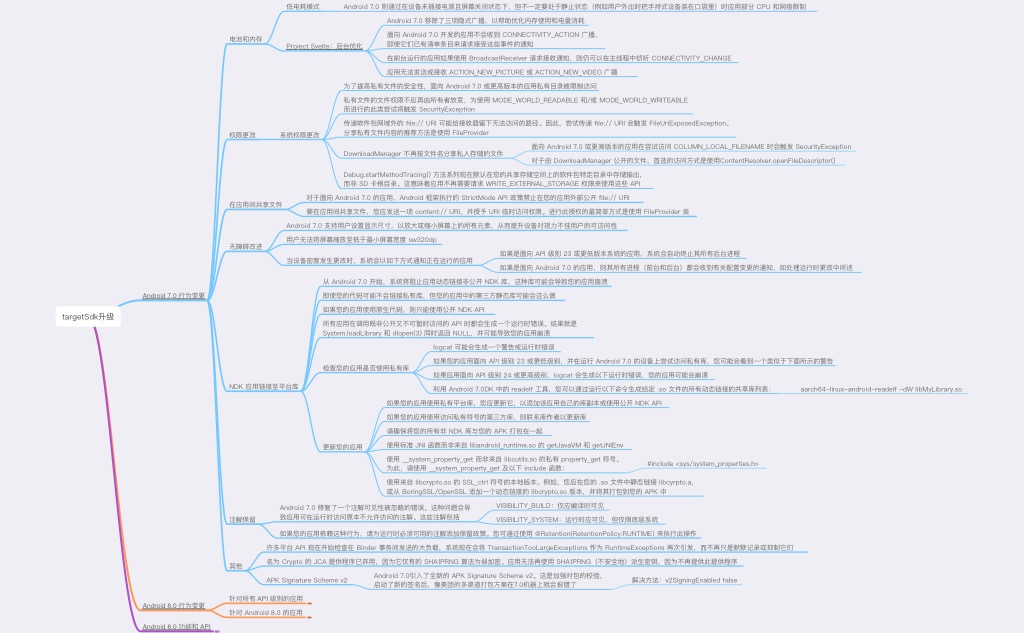 targetSdk升级
Android 7.0 行为变更
电池和内存
低电耗模式
Android 7.0 则通过在设备未插接电源且屏幕关闭状态下，但不一定要处于静止状态（例如用户外出时把手持式设备装在口袋里）时应用部分 CPU 和网络限制
Project Svelte：后台优化
Android 7.0 移除了三项隐式广播，以帮助优化内存使用和电量消耗
面向 Android 7.0 开发的应用不会收到 CONNECTIVITY_ACTION 广播，
即使它们已有清单条目来请求接受这些事件的通知
在前台运行的应用如果使用 BroadcastReceiver 请求接收通知，则仍可以在主线程中侦听 CONNECTIVITY_CHANGE
应用无法发送或接收 ACTION_NEW_PICTURE 或 ACTION_NEW_VIDEO 广播
权限更改
系统权限更改
为了提高私有文件的安全性，面向 Android 7.0 或更高版本的应用私有目录被限制访问
私有文件的文件权限不应再由所有者放宽，为使用 MODE_WORLD_READABLE 和/或 MODE_WORLD_WRITEABLE
而进行的此类尝试将触发 SecurityException
传递软件包网域外的 file:// URI 可能给接收器留下无法访问的路径。因此，尝试传递 file:// URI 会触发 FileUriExposedException。
分享私有文件内容的推荐方法是使用 FileProvider
DownloadManager 不再按文件名分享私人存储的文件
面向 Android 7.0 或更高版本的应用在尝试访问 COLUMN_LOCAL_FILENAME 时会触发 SecurityException
对于由 DownloadManager 公开的文件，首选的访问方式是使用ContentResolver.openFileDescriptor()
Debug.startMethodTracing() 方法系列现在默认在您的共享存储空间上的软件包特定目录中存储输出，
而非 SD 卡根目录。这意味着应用不再需要请求 WRITE_EXTERNAL_STORAGE 权限来使用这些 API
在应用间共享文件
对于面向 Android 7.0 的应用，Android 框架执行的 StrictMode API 政策禁止在您的应用外部公开 file:// URI
要在应用间共享文件，您应发送一项 content:// URI，并授予 URI 临时访问权限。进行此授权的最简单方式是使用 FileProvider 类
无障碍改进
Android 7.0 支持用户设置显示尺寸，以放大或缩小屏幕上的所有元素，从而提升设备对视力不佳用户的可访问性
用户无法将屏幕缩放至低于最小屏幕宽度 sw320dp
当设备密度发生更改时，系统会以如下方式通知正在运行的应用
如果是面向 API 级别 23 或更低版本系统的应用，系统会自动终止其所有后台进程
如果是面向 Android 7.0 的应用，则其所有进程（前台和后台）都会收到有关配置变更的通知，如处理运行时更改中所述
NDK 应用链接至平台库
从 Android 7.0 开始，系统将阻止应用动态链接非公开 NDK 库，这种库可能会导致您的应用崩溃
即使您的代码可能不会链接私有库，但您的应用中的第三方静态库可能会这么做
如果您的应用使用原生代码，则只能使用公开 NDK API
所有应用在调用既非公开又不可暂时访问的 API 时都会生成一个运行时错误。结果就是
System.loadLibrary 和 dlopen(3) 同时返回 NULL，并可能导致您的应用崩溃
检查您的应用是否使用私有库
logcat 可能会生成一个警告或运行时错误
如果您的应用面向 API 级别 23 或更低级别，并在运行 Android 7.0 的设备上尝试访问私有库，您可能会看到一个类似于下面所示的警告
如果应用面向 API 级别 24 或更高级别，logcat 会生成以下运行时错误，您的应用可能会崩溃
利用 Android 7.0DK 中的 readelf 工具，您可以通过运行以下命令生成给定 .so 文件的所有动态链接的共享库列表：
aarch64-linux-android-readelf -dW libMyLibrary.so
更新您的应用
如果您的应用使用私有平台库，您应更新它，以添加该应用自己的库副本或使用公开 NDK API
如果您的应用使用访问私有符号的第三方库，则联系库作者以更新库
请确保将您的所有非 NDK 库与您的 APK 打包在一起
使用标准 JNI 函数而非来自 libandroid_runtime.so 的 getJavaVM 和 getJNIEnv
使用 __system_property_get 而非来自 libcutils.so 的私有 property_get 符号。
为此，请使用 __system_property_get 及以下 include 函数：
#include <sys/system_properties.h>
使用来自 libcrypto.so 的 SSL_ctrl 符号的本地版本。例如，您应在您的 .so 文件中静态链接 libcyrpto.a，
或从 BoringSSL/OpenSSL 添加一个动态链接的 libcrypto.so 版本，并将其打包到您的 APK 中
注解保留
Android 7.0 修复了一个注解可见性被忽略的错误。这种问题会导
致应用可在运行时访问原本不允许访问的注解。这些注解包括
VISIBILITY_BUILD：仅应编译时可见
VISIBILITY_SYSTEM：运行时应可见，但仅限底层系统
如果您的应用依赖这种行为，请为运行时必须可用的注解添加保留政策。您可通过使用 @Retention(RetentionPolicy.RUNTIME) 来执行此操作
其他
许多平台 API 现在开始检查在 Binder 事务间发送的大负载，系统现在会将 TransactionTooLargeExceptions 作为 RuntimeExceptions 再次引发，而不再只是默默记录或抑制它们
名为 Crypto 的 JCA 提供程序已弃用，因为它仅有的 SHA1PRNG 算法为弱加密。应用无法再使用 SHA1PRNG（不安全地）派生密钥，因为不再提供此提供程序
APK Signature Scheme v2
Android 7.0引入了全新的 APK Signature Scheme v2。这是加强对包的校验。
启动了新的签名后，像美团的多渠道打包方案在7.0机器上就会报错了
解决方法：v2SigningEnabled false
Android 8.0 行为变更
针对所有 API 级别的应用
针对 Android 8.0 的应用
Android 8.0 功能和 API